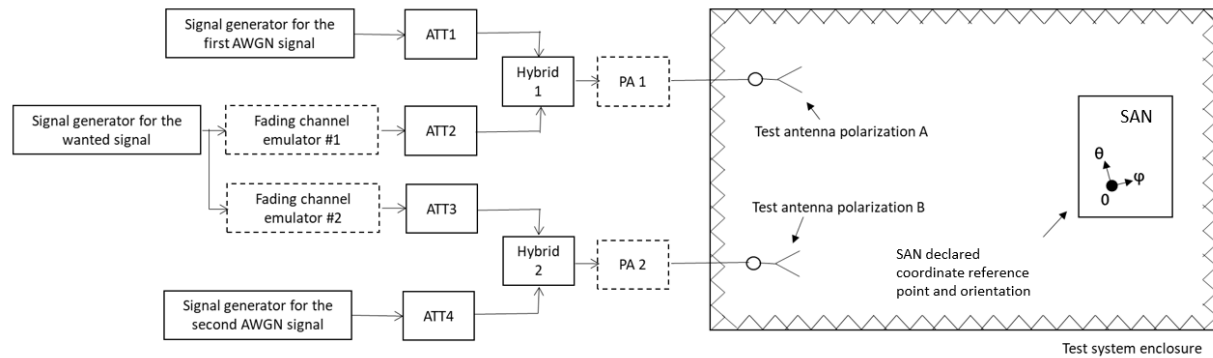 Signal generator for
the first AWGN signal
ATT1
Hybrid
1
PA 1
Signal generator for the
wanted signal
Fading channel
emulator #1
ATT2
Fading channel
emulator #2
ATT3
Hybrid
2
PA 2
Signal generator for the
second AWGN signal
ATT4
Test antenna polarization A
Test antenna polarization B
SAN
θ
φ
0
SAN declared
coordinate reference
point and orientation
Test system enclosure